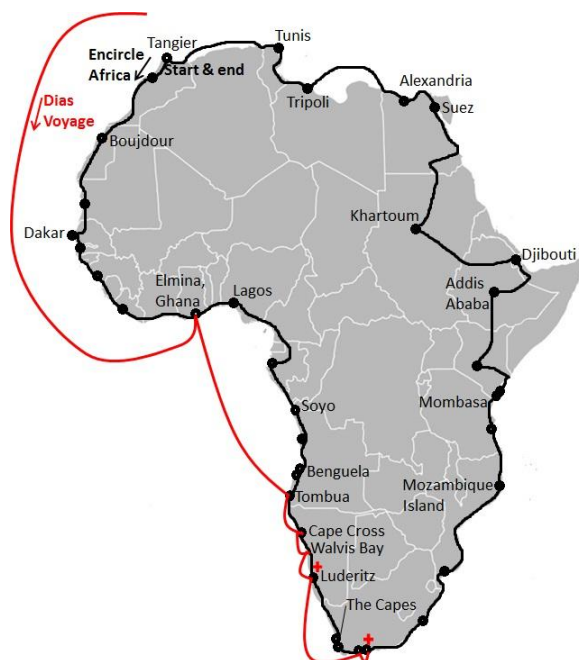 Tunis
Tangier
Encircle
Africa
Start & end
Alexandria
Tripoli
Suez
Dias
Voyage
Boujdour
Khartoum
Dakar
Djibouti
Elmina,
Ghana
Lagos
Addis
Ababa
Soyo
Mombasa
Benguela
Mozambique
Island
Tombua
Cape Cross
Walvis Bay
Luderitz
The Capes